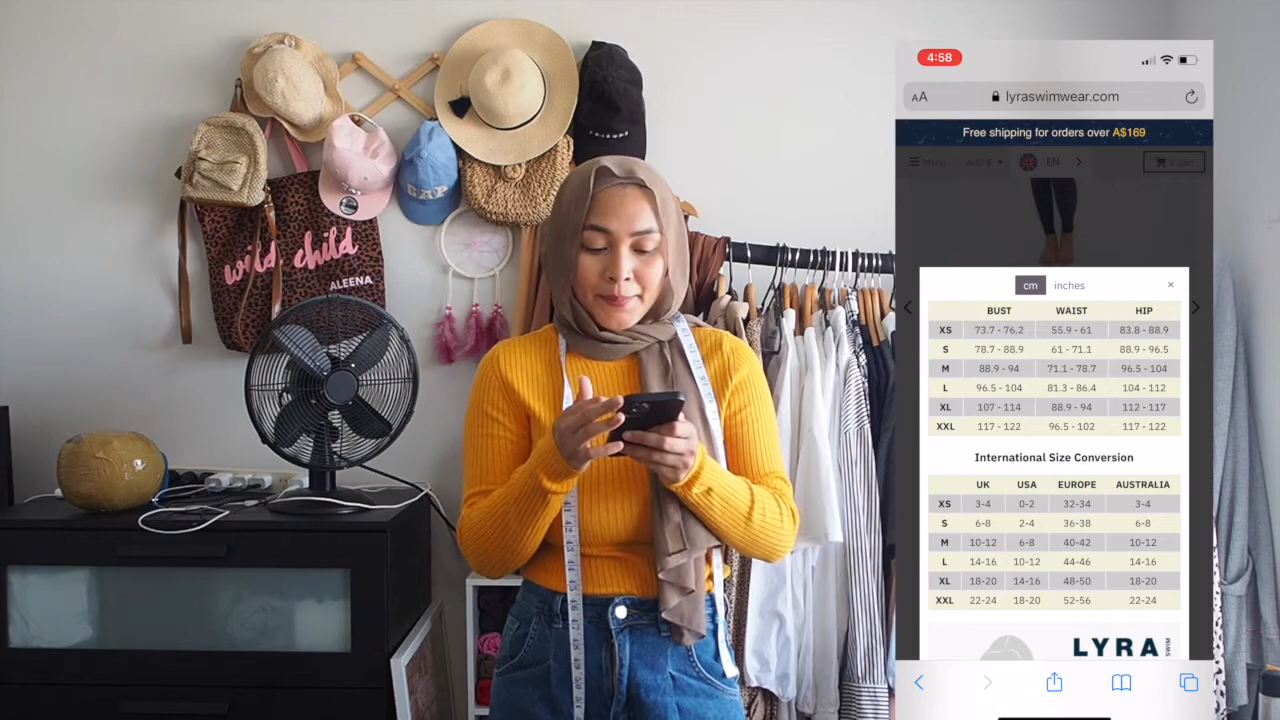 FRIENDS
GAP
wild child
ALEENA
4:58
AA lyraswimwear.com
Free shipping for orders over A$169
Menu AUD $ EN 0 Cart
cm inches ×
BUST WAIST HIP
XS 73.7 - 76.2 55.9 - 61 83.8 - 88.9
S 78.7 - 88.9 61 - 71.1 88.9 - 96.5
M 88.9 - 94 71.1 - 78.7 96.5 - 104
L 96.5 - 104 81.3 - 86.4 104 - 112
XL 107 - 114 88.9 - 94 112 - 117
XXL 117 - 122 96.5 - 102 117 - 122
International Size Conversion
UK USA EUROPE AUSTRALIA
XS 3-4 0-2 32-34 3-4
S 6-8 2-4 36-38 6-8
M 10-12 6-8 40-42 10-12
L 14-16 10-12 44-46 14-16
XL 18-20 14-16 48-50 18-20
XXL 22-24 18-20 52-56 22-24
LYRA
SWIM